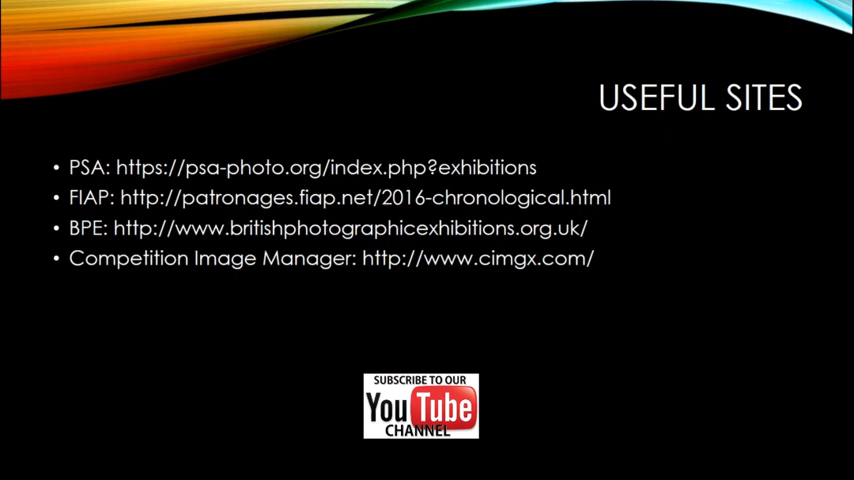 USEFUL SITES
• PSA: https://psa-photo.org/index.php?exhibitions
• FIAP: http://patronages.fiap.net/2016-chronological.html
• BPE: http://www.britishphotographicexhibitions.org.uk/
• Competition Image Manager: http://www.cimgx.com/
SUBSCRIBE TO OUR
YouTube
CHANNEL